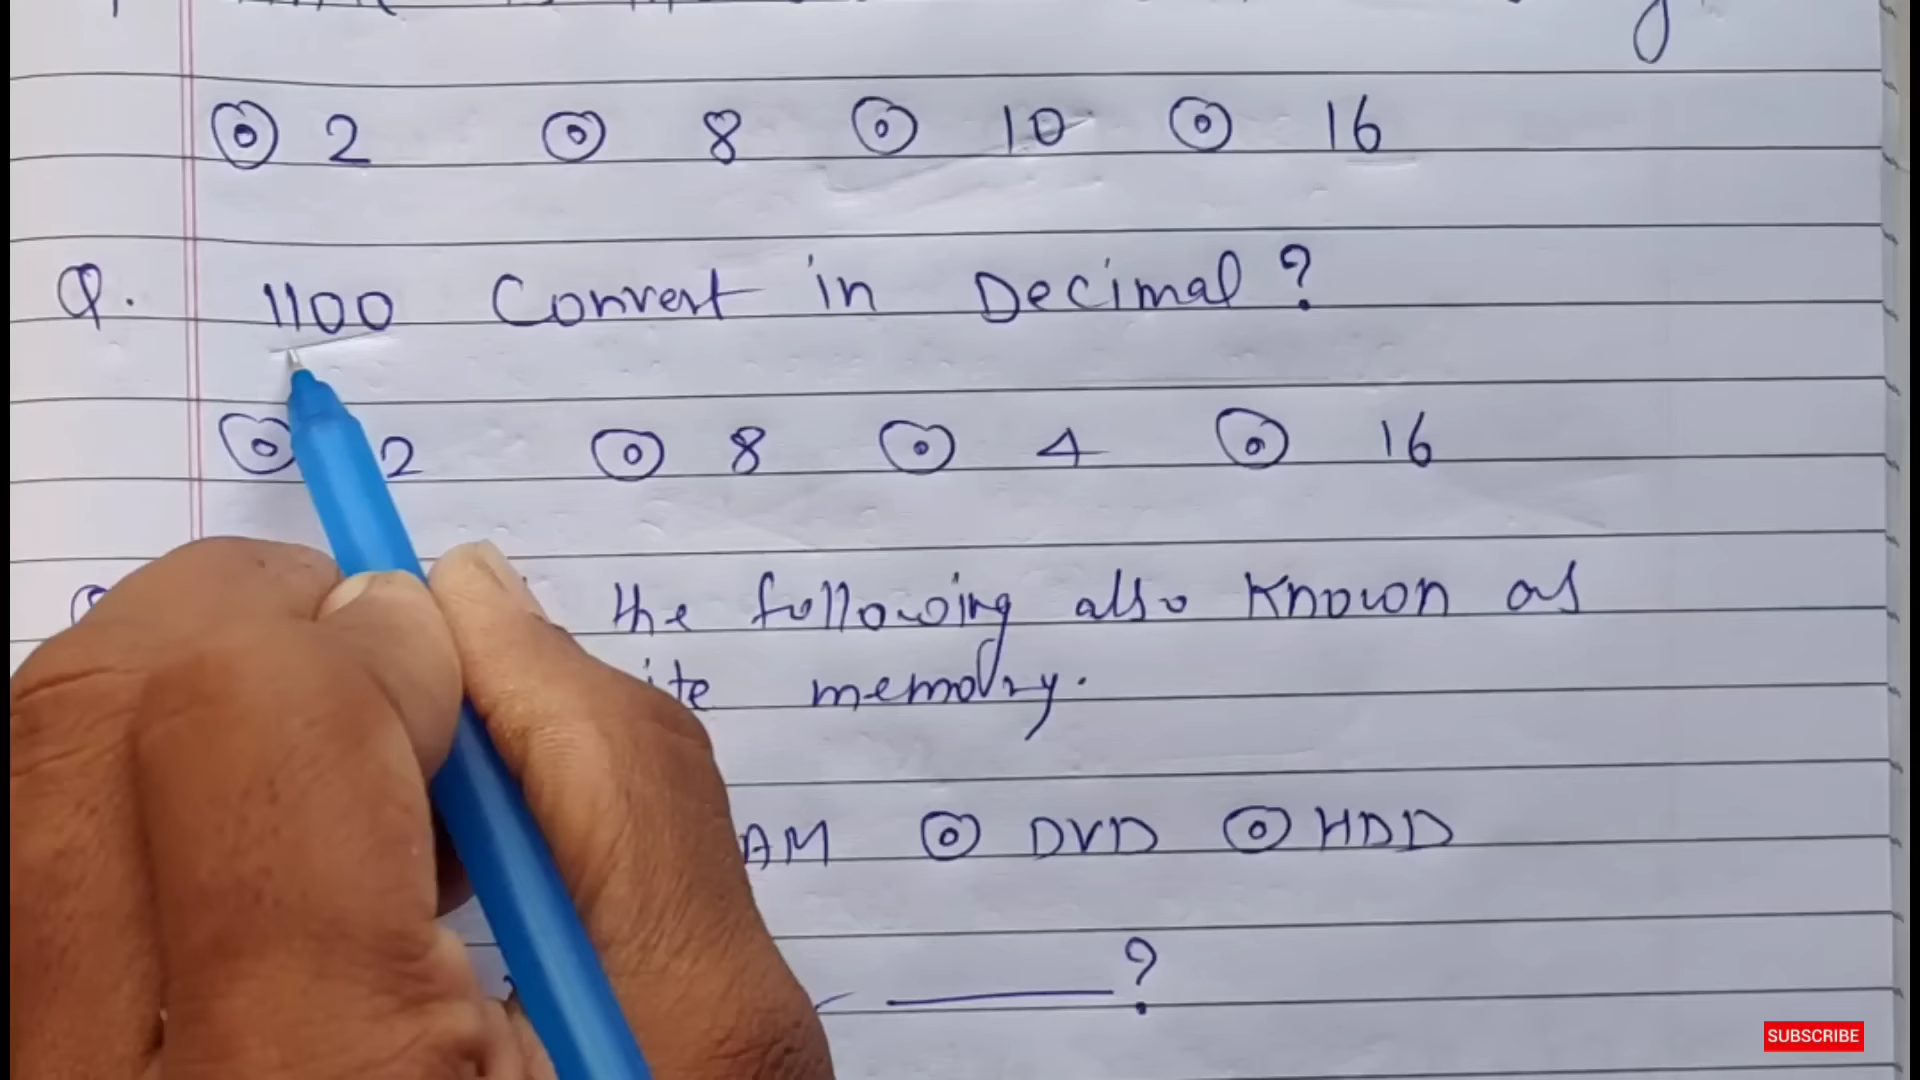 2 8 10 16
Q. 1100 Convert in Decimal?
2 8 4 16
the following also known as
memory.
DVD HDD
?
SUBSCRIBE